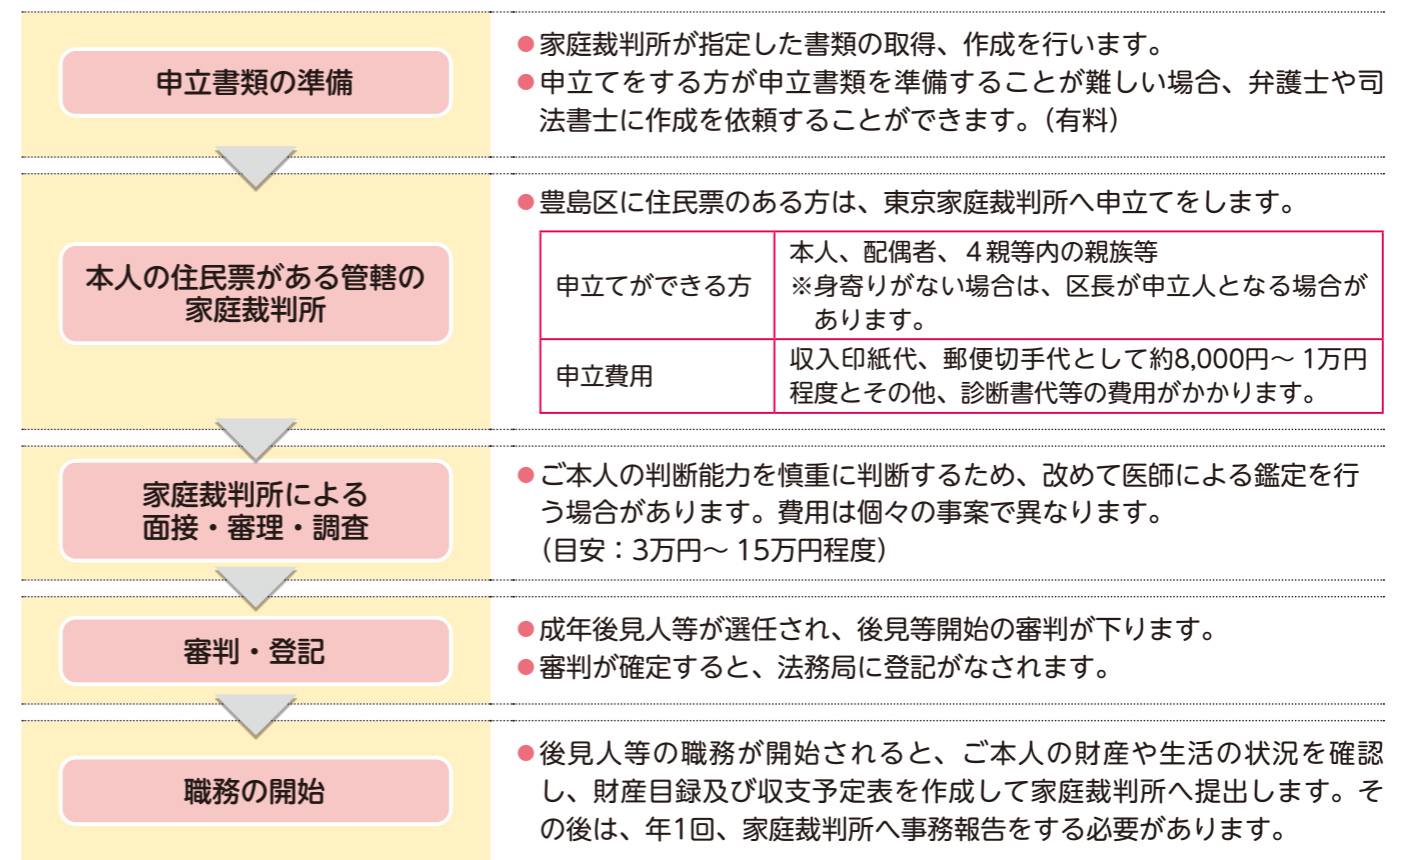 申立書類の準備
●家庭裁判所が指定した書類の取得、作成を行います。
●申立てをする方が申立書類を準備することが難しい場合、弁護士や司
法書士に作成を依頼することができます。（有料）
本人の住民票がある管轄の
家庭裁判所
●豊島区に住民票のある方は、東京家庭裁判所へ申立てをします。
申立てができる方
本人、配偶者、４親等内の親族等
※身寄りがない場合は、区長が申立人となる場合が
あります。
申立費用
収入印紙代、郵便切手代として約8,000円～1万円
程度とその他、診断書代等の費用がかかります。
家庭裁判所による
面接・審理・調査
●ご本人の判断能力を慎重に判断するため、改めて医師による鑑定を行
う場合があります。費用は個々の事案で異なります。
（目安：3万円～15万円程度）
審判・登記
●成年後見人等が選任され、後見等開始の審判が下ります。
●審判が確定すると、法務局に登記がなされます。
職務の開始
●後見人等の職務が開始されると、ご本人の財産や生活の状況を確認
し、財産目録及び収支予定表を作成して家庭裁判所へ提出します。そ
の後は、年1回、家庭裁判所へ事務報告をする必要があります。